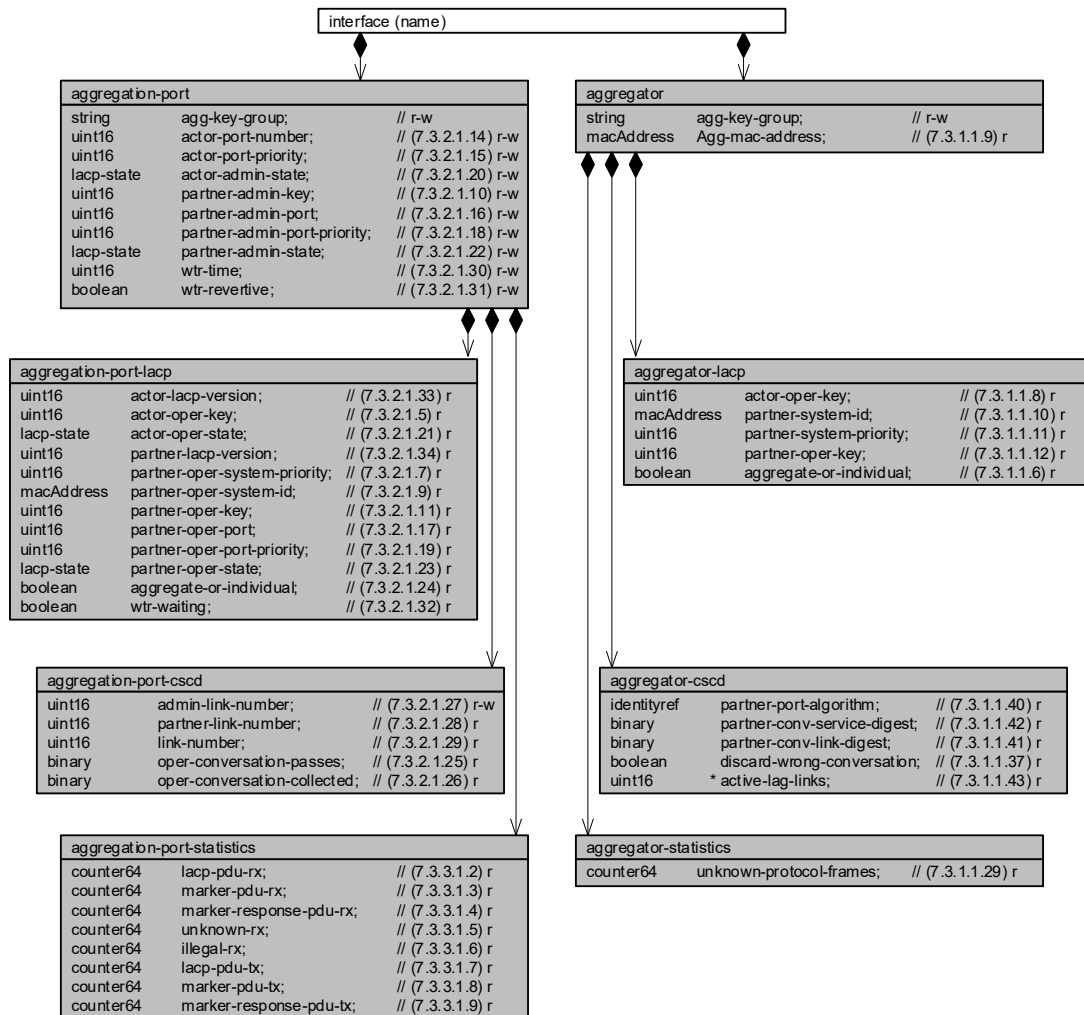 interface (name)
aggregation-port
string agg-key-group; // r-w
uint16 actor-port-number; // (7.3.2.1.14) r-w
uint16 actor-port-priority; // (7.3.2.1.15) r-w
lacp-state actor-admin-state; // (7.3.2.1.20) r-w
uint16 partner-admin-key; // (7.3.2.1.10) r-w
uint16 partner-admin-port; // (7.3.2.1.16) r-w
uint16 partner-admin-port-priority; // (7.3.2.1.18) r-w
lacp-state partner-admin-state; // (7.3.2.1.22) r-w
uint16 wtr-time; // (7.3.2.1.30) r-w
boolean wtr-revertive; // (7.3.2.1.31) r-w
aggregator
string agg-key-group; // r-w
macAddress Agg-mac-address; // (7.3.1.1.9) r
aggregation-port-lacp
uint16 actor-lacp-version; // (7.3.2.1.33) r
uint16 actor-oper-key; // (7.3.2.1.5) r
lacp-state actor-oper-state; // (7.3.2.1.21) r
uint16 partner-lacp-version; // (7.3.2.1.34) r
uint16 partner-oper-system-priority; // (7.3.2.1.7) r
macAddress partner-oper-system-id; // (7.3.2.1.9) r
uint16 partner-oper-key; // (7.3.2.1.11) r
uint16 partner-oper-port; // (7.3.2.1.17) r
uint16 partner-oper-port-priority; // (7.3.2.1.19) r
lacp-state partner-oper-state; // (7.3.2.1.23) r
boolean aggregate-or-individual; // (7.3.2.1.24) r
boolean wtr-waiting; // (7.3.2.1.32) r
aggregator-lacp
uint16 actor-oper-key; // (7.3.1.1.8) r
macAddress partner-system-id; // (7.3.1.1.10) r
uint16 partner-system-priority; // (7.3.1.1.11) r
uint16 partner-oper-key; // (7.3.1.1.12) r
boolean aggregate-or-individual; // (7.3.1.1.6) r
aggregation-port-cscd
uint16 admin-link-number; // (7.3.2.1.27) r-w
uint16 partner-link-number; // (7.3.2.1.28) r
uint16 link-number; // (7.3.2.1.29) r
binary oper-conversation-passes; // (7.3.2.1.25) r
binary oper-conversation-collected; // (7.3.2.1.26) r
aggregator-cscd
identityref partner-port-algorithm; // (7.3.1.1.40) r
binary partner-conv-service-digest; // (7.3.1.1.42) r
binary partner-conv-link-digest; // (7.3.1.1.41) r
boolean discard-wrong-conversation; // (7.3.1.1.37) r
uint16 * active-lag-links; // (7.3.1.1.43) r
aggregation-port-statistics
counter64 lacp-pdu-rx; // (7.3.3.1.2) r
counter64 marker-pdu-rx; // (7.3.3.1.3) r
counter64 marker-response-pdu-rx; // (7.3.3.1.4) r
counter64 unknown-rx; // (7.3.3.1.5) r
counter64 illegal-rx; // (7.3.3.1.6) r
counter64 lacp-pdu-tx; // (7.3.3.1.7) r
counter64 marker-pdu-tx; // (7.3.3.1.8) r
counter64 marker-response-pdu-tx; // (7.3.3.1.9) r
aggregator-statistics
counter64 unknown-protocol-frames; // (7.3.1.1.29) r